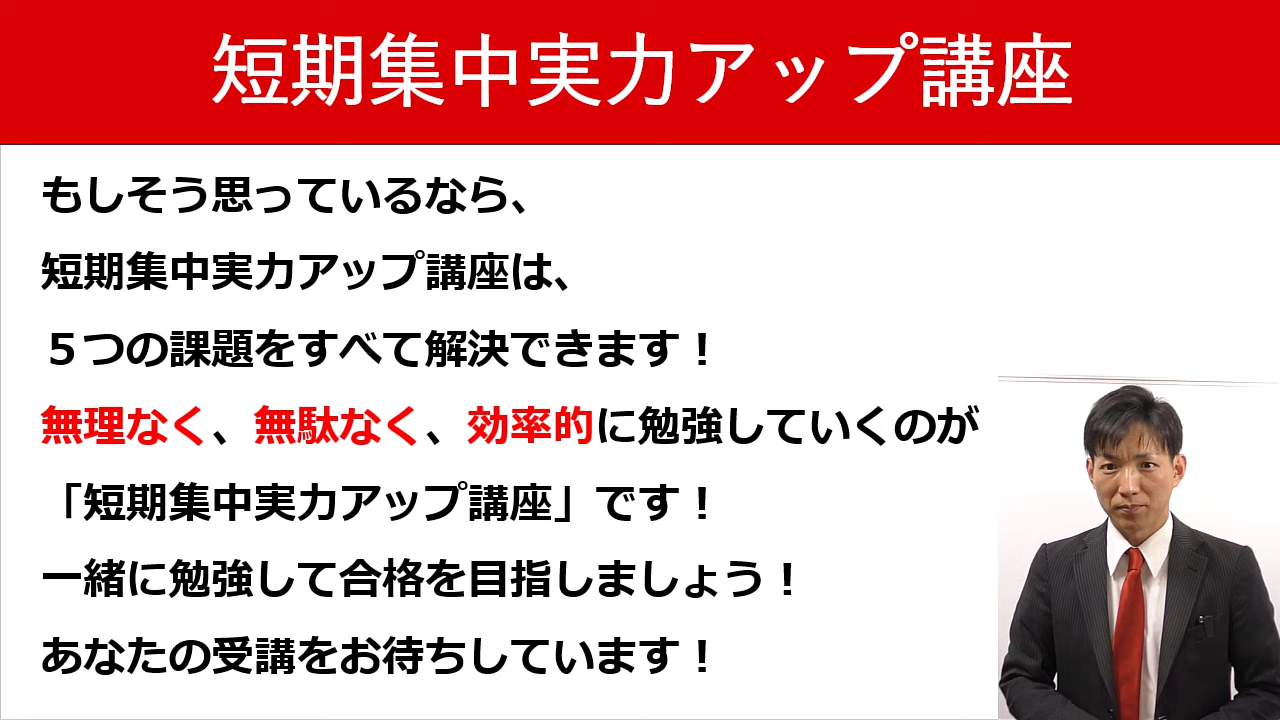 短期集中実力アップ講座
もしそう思っているなら、
短期集中実力アップ講座は、
５つの課題をすべて解決できます！
無理なく、無駄なく、効率的に勉強していくのが
「短期集中実力アップ講座」です！
一緒に勉強して合格を目指しましょう！
あなたの受講をお待ちしています！